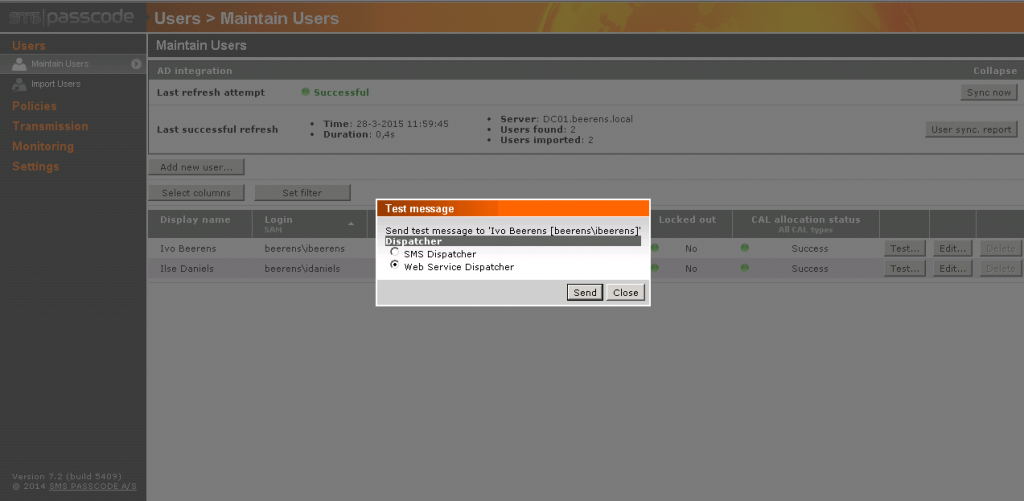 SMS|passcode
Users > Maintain Users
Users
Maintain Users
Import Users
Policies
Transmission
Monitoring
Settings
Maintain Users
AD integration Collapse
Last refresh attempt Successful Sync now
Last successful refresh
• Time: 28-3-2015 11:59:45
• Duration: 0,4s
• Server: DC01.beerens.local
• Users found: 2
• Users imported: 2
User sync. report
Add new user...
Select columns Set filter
Display name Login Locked out CAL allocation status
SAM All CAL types
Ivo Beerens beerens\ibeerens No Success Test... Edit... Delete
Ilse Daniels beerens\idaniels No Success Test... Edit... Delete
Test message
Send test message to 'Ivo Beerens [beerens\ibeerens]'
Dispatcher
SMS Dispatcher
Web Service Dispatcher
Send Close
Version 7.2 (build 5409)
© 2014 SMS PASSCODE A/S